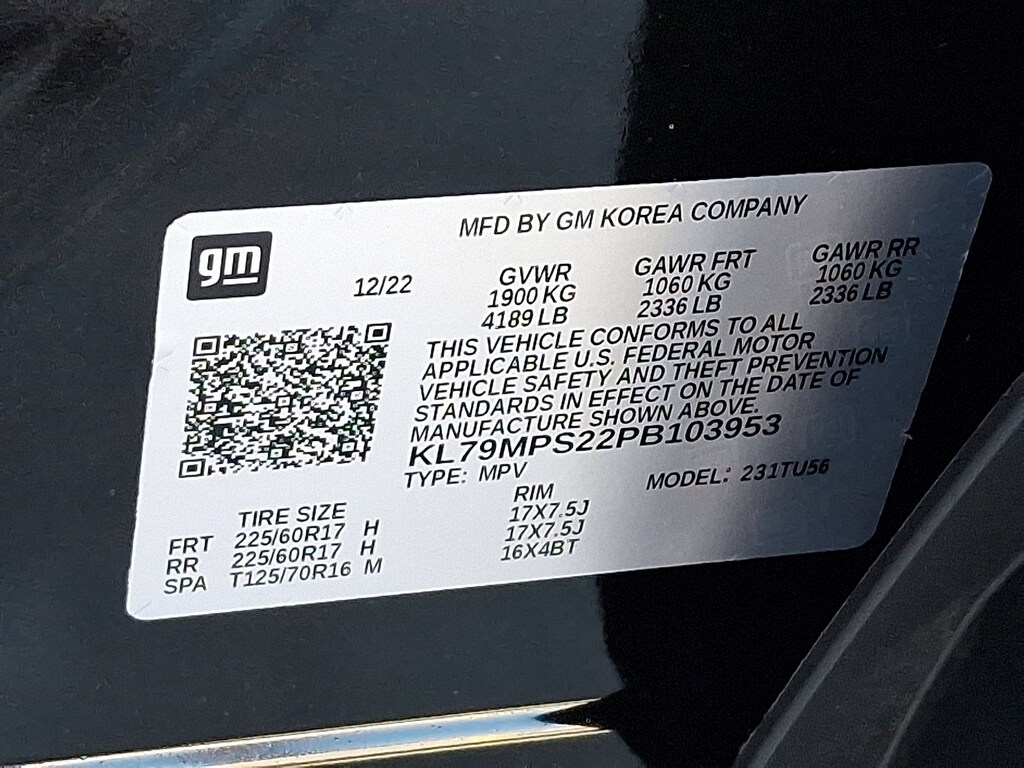 gm
MFD BY GM KOREA COMPANY
12/22
GVWR GAWR FRT GAWR RR
1900 KG 1060 KG 1060 KG
4189 LB 2336 LB 2336 LB
THIS VEHICLE CONFORMS TO ALL
APPLICABLE U.S. FEDERAL MOTOR
VEHICLE SAFETY AND THEFT PREVENTION
STANDARDS IN EFFECT ON THE DATE OF
MANUFACTURE SHOWN ABOVE.
KL79MPS22PB103953
TYPE: MPV MODEL: 231TU56
TIRE SIZE RIM
FRT 225/60R17 H 17X7.5J
RR 225/60R17 H 17X7.5J
SPA T125/70R16 M 16X4BT